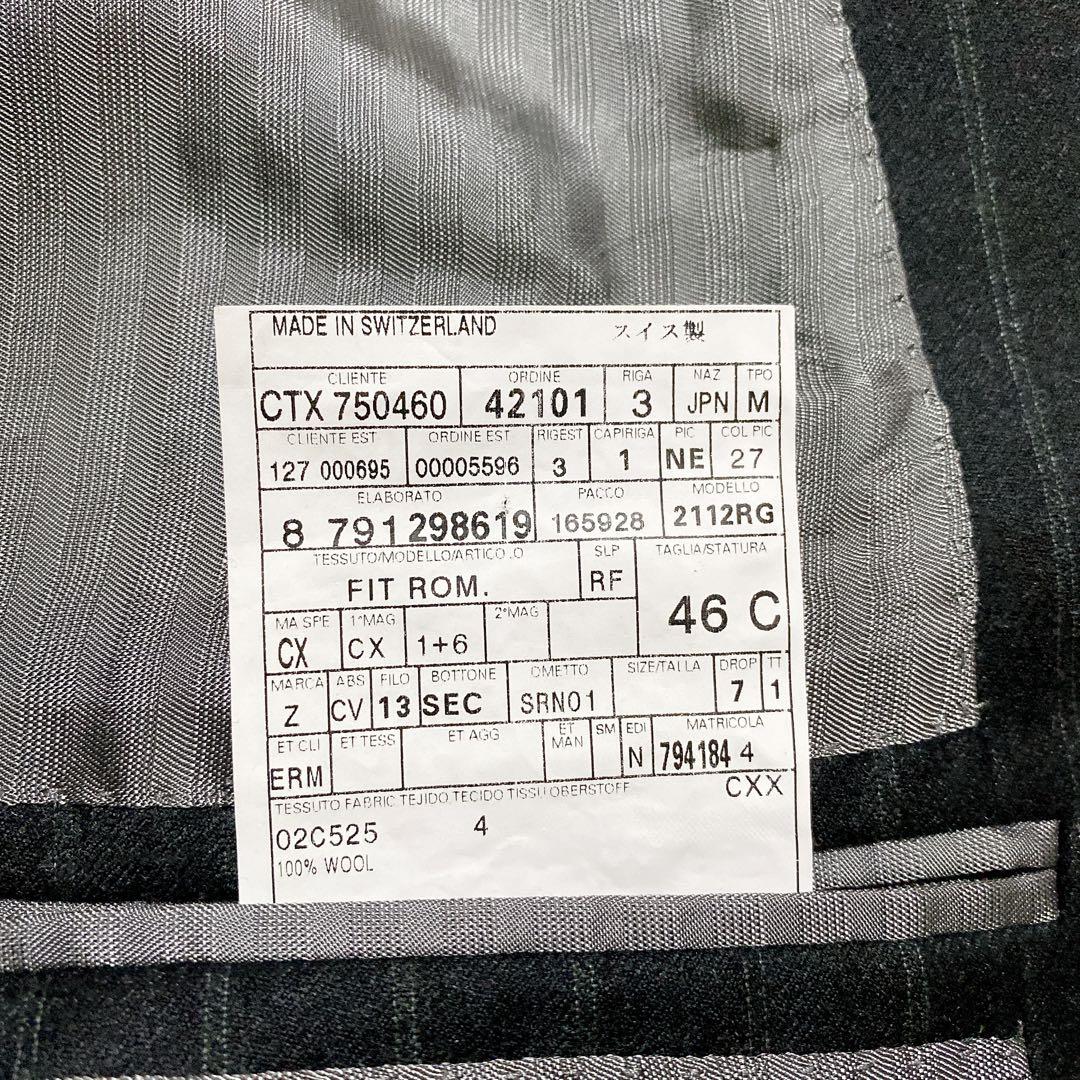 MADE IN SWITZERLAND スイス製
CLIENTE ORDINE RIGA NAZ TPO
CTX 750460 42101 3 JPN M
CLIENTE EST ORDINE EST RIGEST CAPIRIGA PIC COL PIC
127 000695 00005596 3 1 NE 27
ELABORATO PACCO MODELLO
8 791298619 165928 2112RG
TESSUTO/MODELLO/ARTICO.O SLP TAGLIA/STATURA
FIT ROM. RF 46 C
MA SPE 1°MAG 2°MAG
CX CX 1+6
MARCA ABS FILO BOTTONE OMETTO SIZE/TALLA DROP TT
Z CV 13 SEC SRN01 7 1
ET CLI ET TESS ET AGG ET MAN SM EDI MATRICOLA
ERM N 794184 4
TESSUTO FABRIC TEJIDO TECIDO TISSU OBERSTOFF CXX
02C525 4
100% WOOL